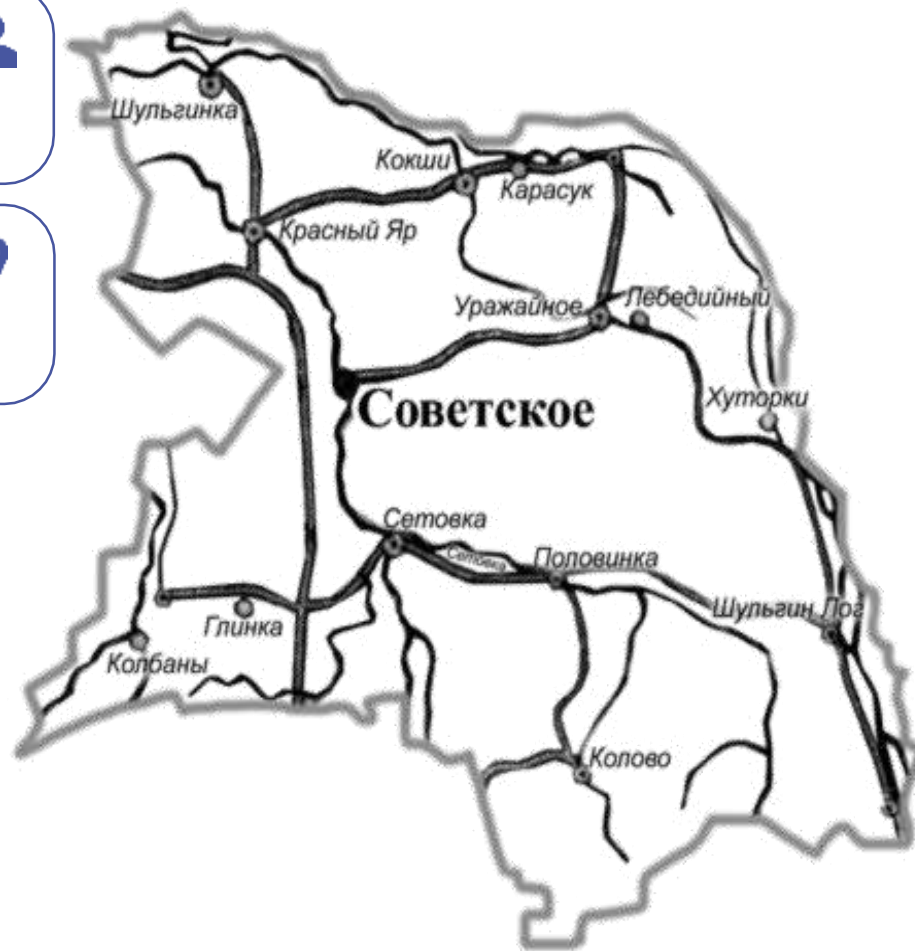 Шульгинка
Кокши
Карасук
Красный Яр
Уражайное
Лебедийный
Хуторки
Советское
Сетовка
Сетовка
Половинка
Шульгин Лог
Глинка
Колбаны
Колово